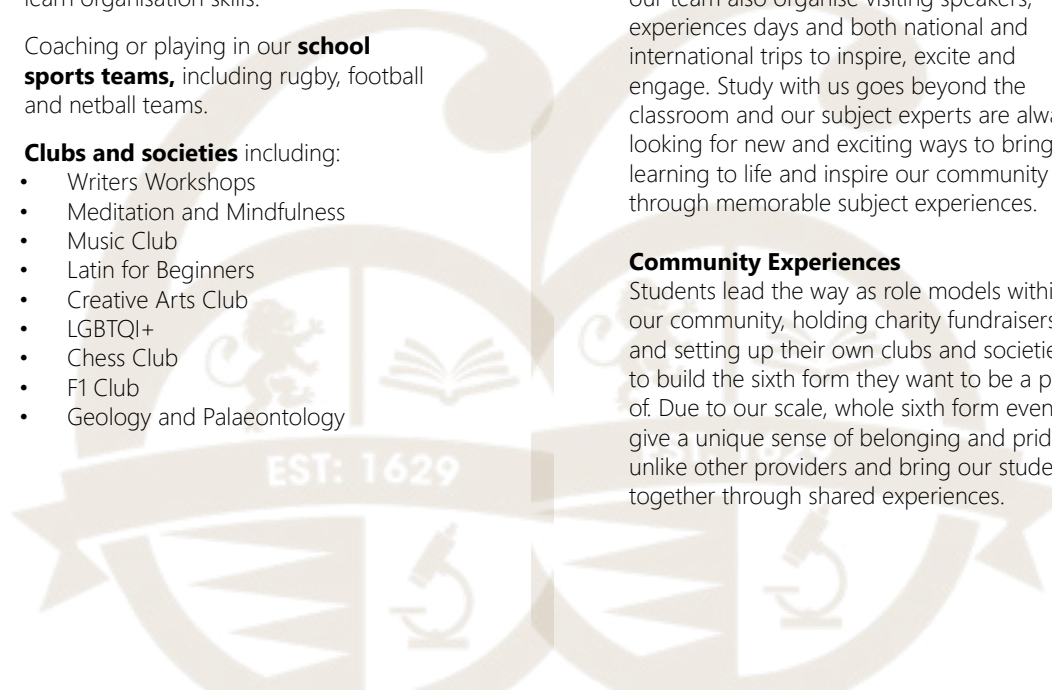 learn organisation skills.
Coaching or playing in our school
sports teams, including rugby, football
and netball teams.
Clubs and societies including:
• Writers Workshops
• Meditation and Mindfulness
• Music Club
• Latin for Beginners
• Creative Arts Club
• LGBTQI+
• Chess Club
• F1 Club
• Geology and Palaeontology
EST: 1629
our team also organise visiting speakers,
experiences days and both national and
international trips to inspire, excite and
engage. Study with us goes beyond the
classroom and our subject experts are alwa
looking for new and exciting ways to bring
learning to life and inspire our community
through memorable subject experiences.
Community Experiences
Students lead the way as role models withi
our community, holding charity fundraisers
and setting up their own clubs and societie
to build the sixth form they want to be a p
of. Due to our scale, whole sixth form even
give a unique sense of belonging and prid
unlike other providers and bring our stude
together through shared experiences.